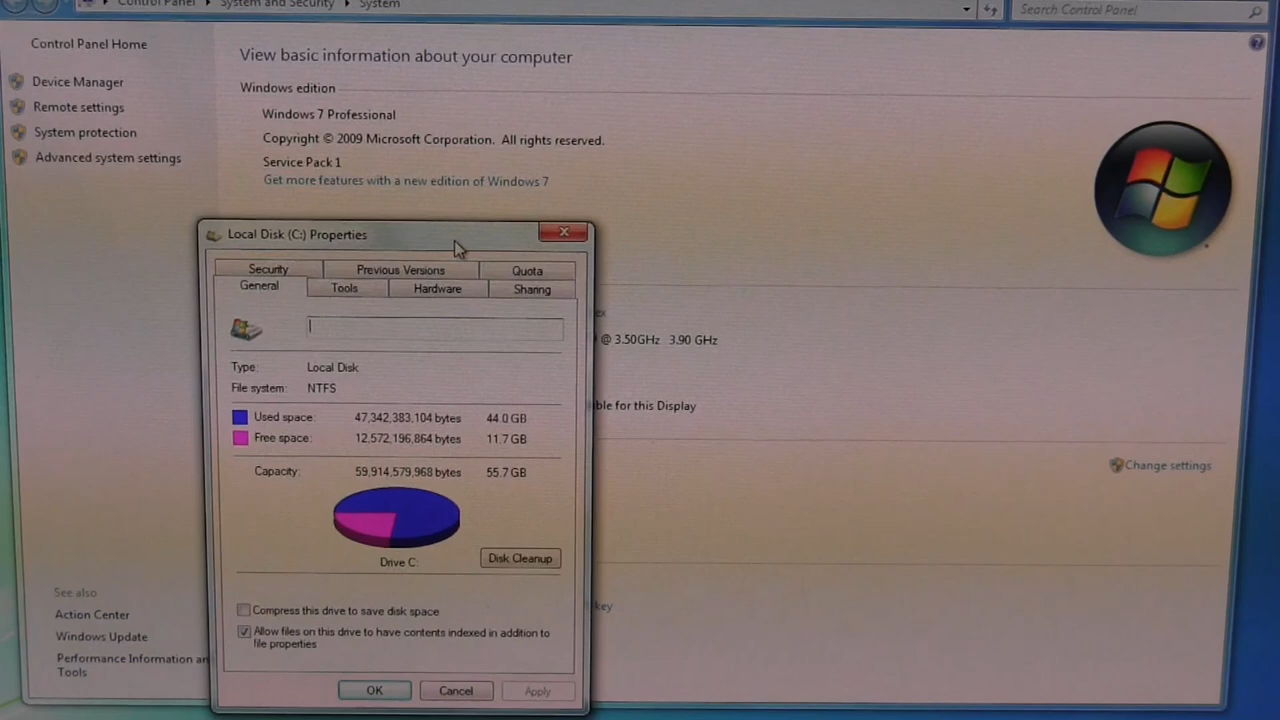 Control Panel System and Security System
Search Control Panel
Control Panel Home
Device Manager
Remote settings
System protection
Advanced system settings
View basic information about your computer
Windows edition
Windows 7 Professional
Copyright © 2009 Microsoft Corporation. All rights reserved.
Service Pack 1
Get more features with a new edition of Windows 7
@ 3.50GHz 3.90 GHz
ble for this Display
Change settings
key
See also
Action Center
Windows Update
Performance Information an
Tools
Local Disk (C:) Properties
Security Previous Versions Quota
General Tools Hardware Sharing
Type: Local Disk
File system: NTFS
Used space: 47,342,383,104 bytes 44.0 GB
Free space: 12,572,196,864 bytes 11.7 GB
Capacity: 59,914,579,968 bytes 55.7 GB
Drive C:
Disk Cleanup
Compress this drive to save disk space
Allow files on this drive to have contents indexed in addition to
file properties
OK Cancel Apply